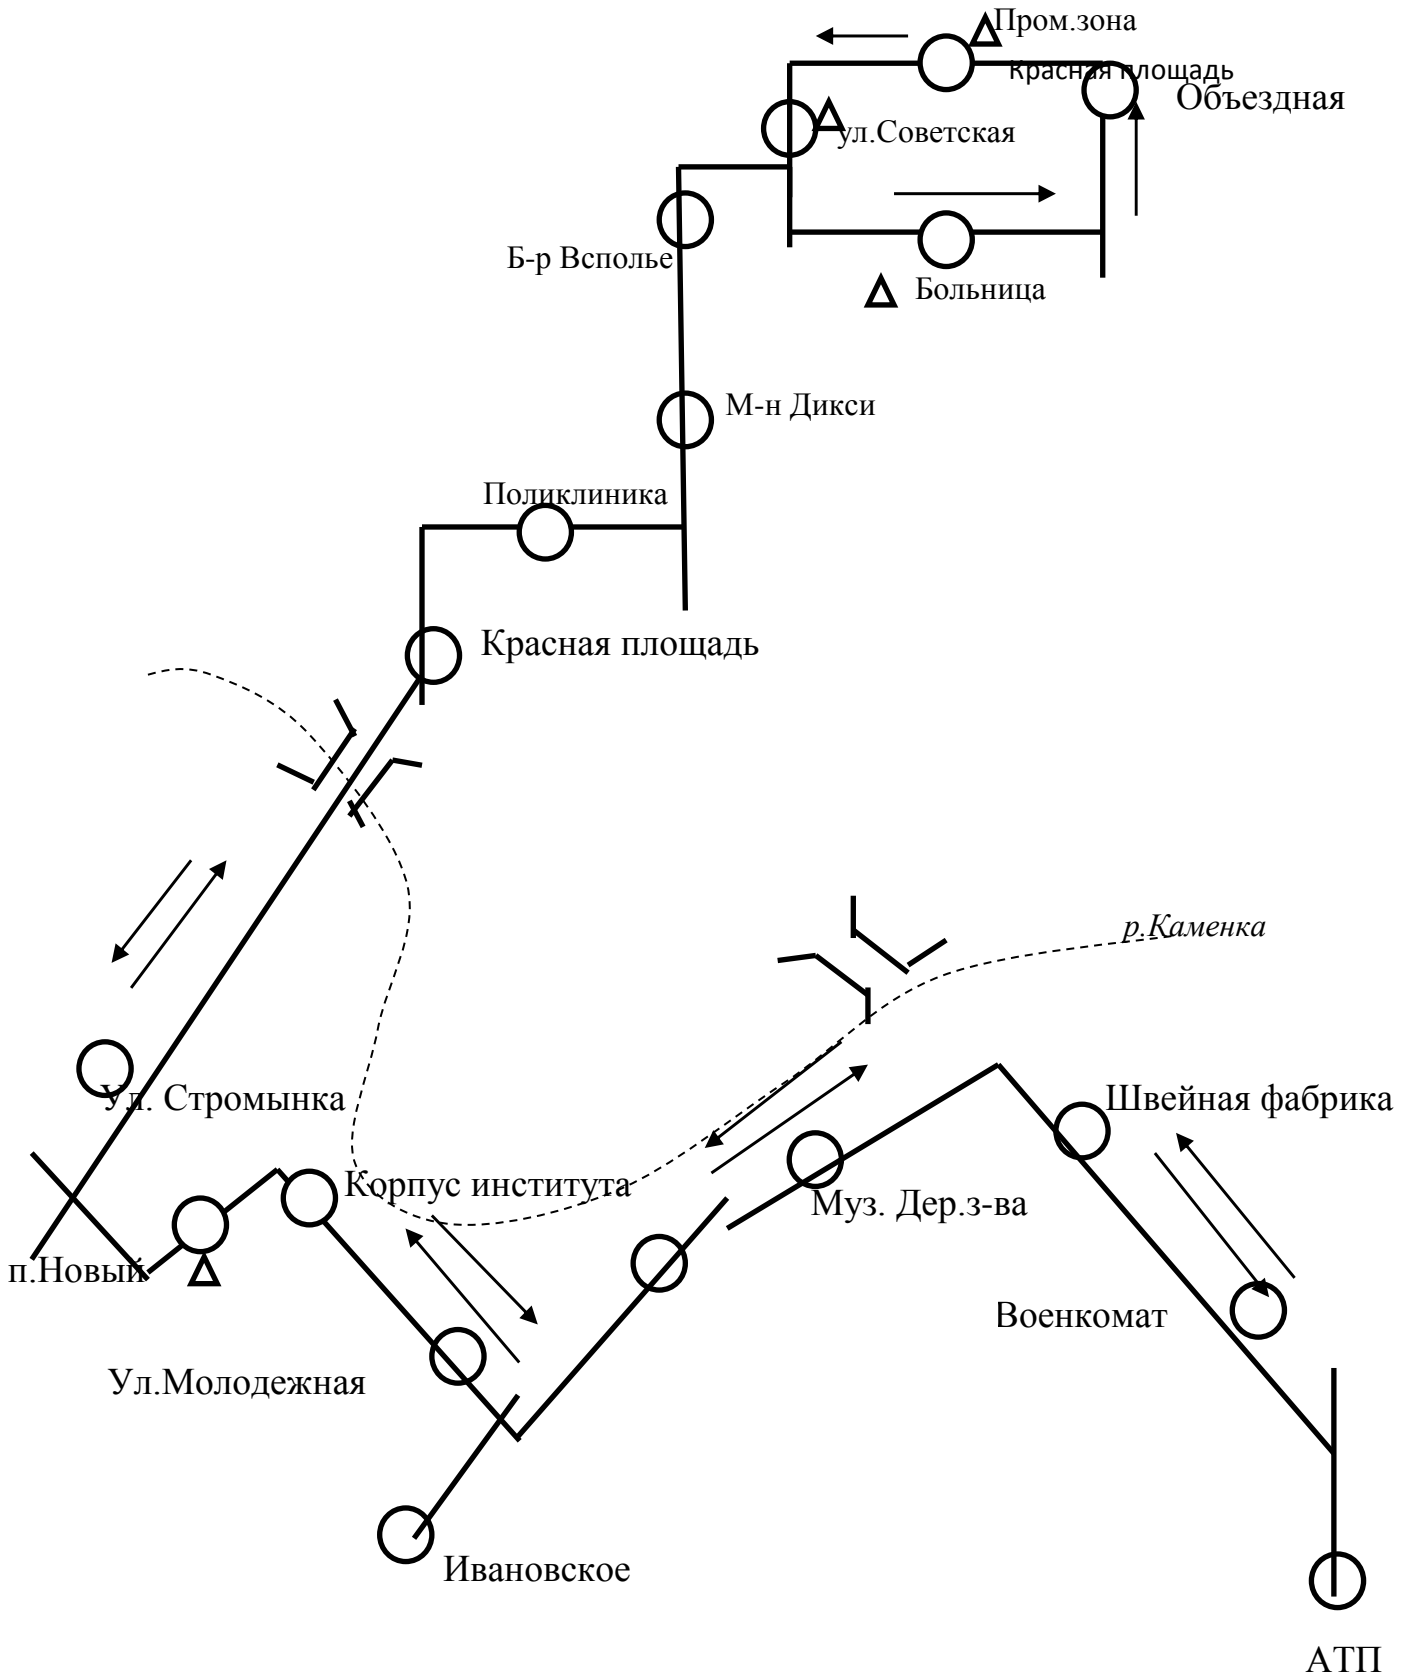 Пром.зона
Красная площадь
Объездная
ул.Советская
Б-р Всполье
Больница
М-н Дикси
Поликлиника
Красная площадь
р.Каменка
Ул. Стромынка
Швейная фабрика
Корпус института
Муз. Дер.з-ва
п.Новый
Военкомат
Ул.Молодежная
Ивановское
АТП